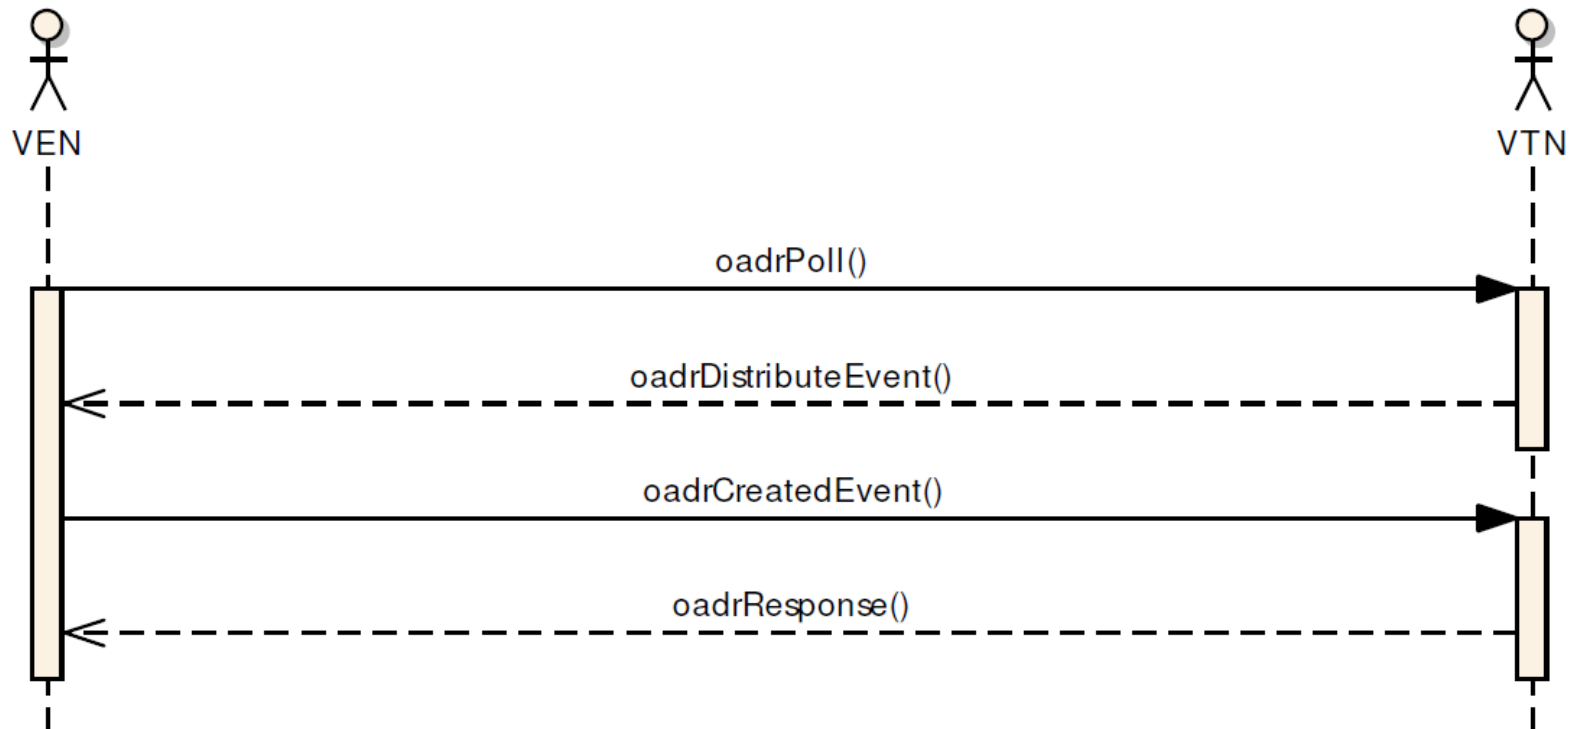 VEN
VTN
oadrPoll()
oadrDistributeEvent()
oadrCreatedEvent()
oadrResponse()